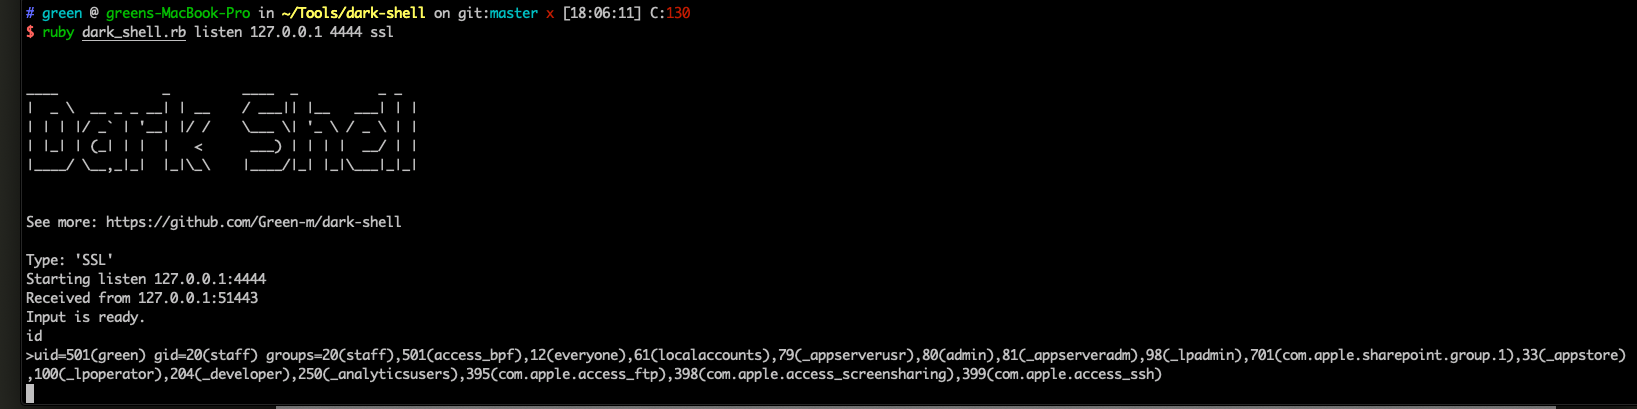 # green @ greens-MacBook-Pro in ~/Tools/dark-shell on git:master x [18:06:11] C:130
$ ruby dark_shell.rb listen 127.0.0.1 4444 ssl
Dark Shell
See more: https://github.com/Green-m/dark-shell
Type: 'SSL'
Starting listen 127.0.0.1:4444
Received from 127.0.0.1:51443
Input is ready.
id
>uid=501(green) gid=20(staff) groups=20(staff),501(access_bpf),12(everyone),61(localaccounts),79(_appserverusr),80(admin),81(_appserveradm),98(_lpadmin),701(com.apple.sharepoint.group.1),33(_appstore)
,100(_lpoperator),204(_developer),250(_analyticsusers),395(com.apple.access_ftp),398(com.apple.access_screensharing),399(com.apple.access_ssh)